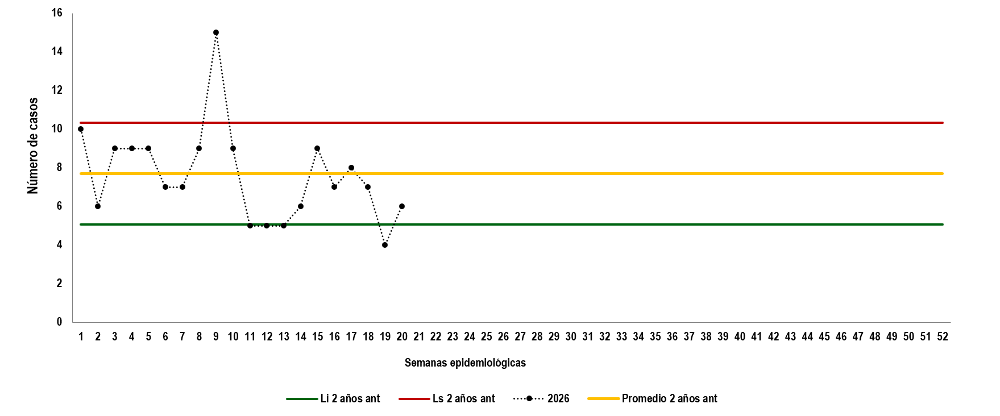 16
14
12
10
8
6
4
2
0
Número de casos
1 2 3 4 5 6 7 8 9 10 11 12 13 14 15 16 17 18 19 20 21 22 23 24 25 26 27 28 29 30 31 32 33 34 35 36 37 38 39 40 41 42 43 44 45 46 47 48 49 50 51 52
Semanas epidemiológicas
Li 2 años ant Ls 2 años ant 2026 Promedio 2 años ant